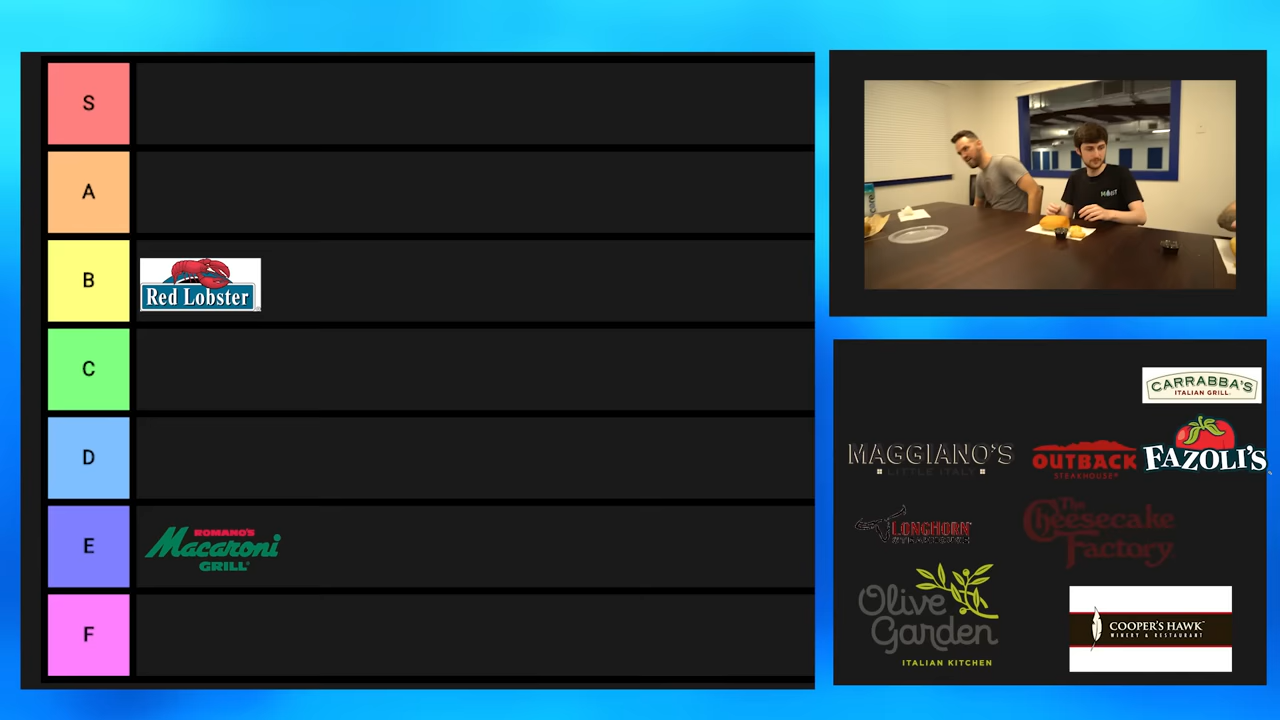 S
A
B
Red Lobster
C
D
E
ROMANO'S
Macaroni
GRILL
F
CARRABBA'S
ITALIAN GRILL
MAGGIANO'S
LITTLE ITALY
OUTBACK
STEAKHOUSE
FAZOLI'S
LONGHORN
STEAKHOUSE
The
Cheesecake
Factory
Olive
Garden
ITALIAN KITCHEN
COOPER'S HAWK
WINERY & RESTAURANT